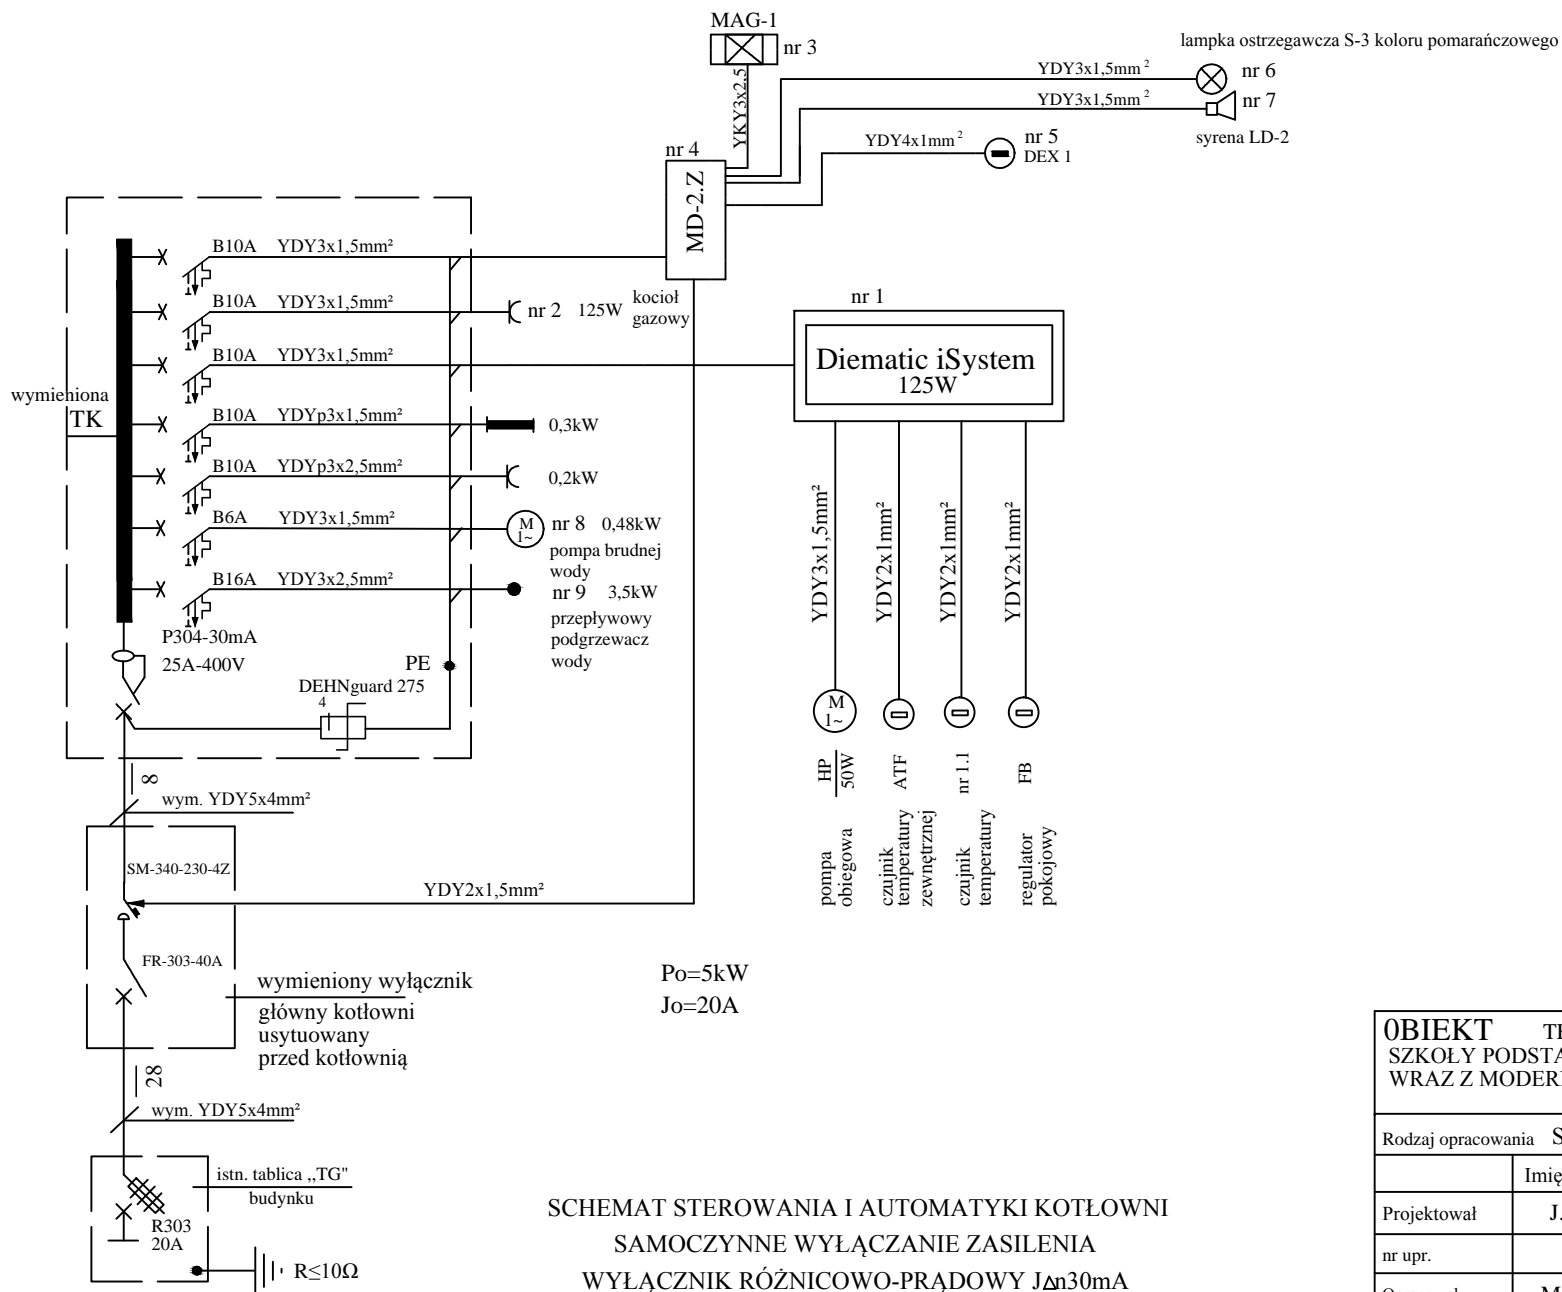 MAG-1
nr 3
lampka ostrzegawcza S-3 koloru pomarańczowego
YDY3x1,5mm²
nr 6
YDY3x1,5mm²
nr 7
syrena LD-2
YKY3x2,5
YDY4x1mm²
nr 5
DEX 1
nr 4
MD-2.Z
B10A YDY3x1,5mm²
B10A YDY3x1,5mm²
nr 2 125W kocioł
gazowy
B10A YDY3x1,5mm²
nr 1
Diematic iSystem
125W
wymieniona
TK
B10A YDYp3x1,5mm²
0,3kW
B10A YDYp3x2,5mm²
0,2kW
B6A YDY3x1,5mm²
M
1~
nr 8 0,48kW
pompa brudnej
wody
B16A YDY3x2,5mm²
nr 9 3,5kW
przepływowy
podgrzewacz
wody
P304-30mA
25A-400V
PE
DEHNguard 275
4
YDY3x1,5mm²
YDY2x1mm²
YDY2x1mm²
YDY2x1mm²
M
1~
HP
50W
ATF
nr 1.1
FB
pompa
obiegowa
czujnik
temperatury
zewnętrznej
czujnik
temperatury
regulator
pokojowy
8
wym. YDY5x4mm²
SM-340-230-4Z
YDY2x1,5mm²
FR-303-40A
wymieniony wyłącznik
główny kotłowni
usytuowany
przed kotłownią
Po=5kW
Jo=20A
28
wym. YDY5x4mm²
istn. tablica ,,TG"
budynku
R303
20A
R≤10Ω
SCHEMAT STEROWANIA I AUTOMATYKI KOTŁOWNI
SAMOCZYNNE WYŁĄCZANIE ZASILENIA
WYŁĄCZNIK RÓŻNICOWO-PRĄDOWY JΔn30mA
0BIEKT
SZKOŁY
WRAZ Z
Rodzaj opracowania
Projektował J.
nr upr.